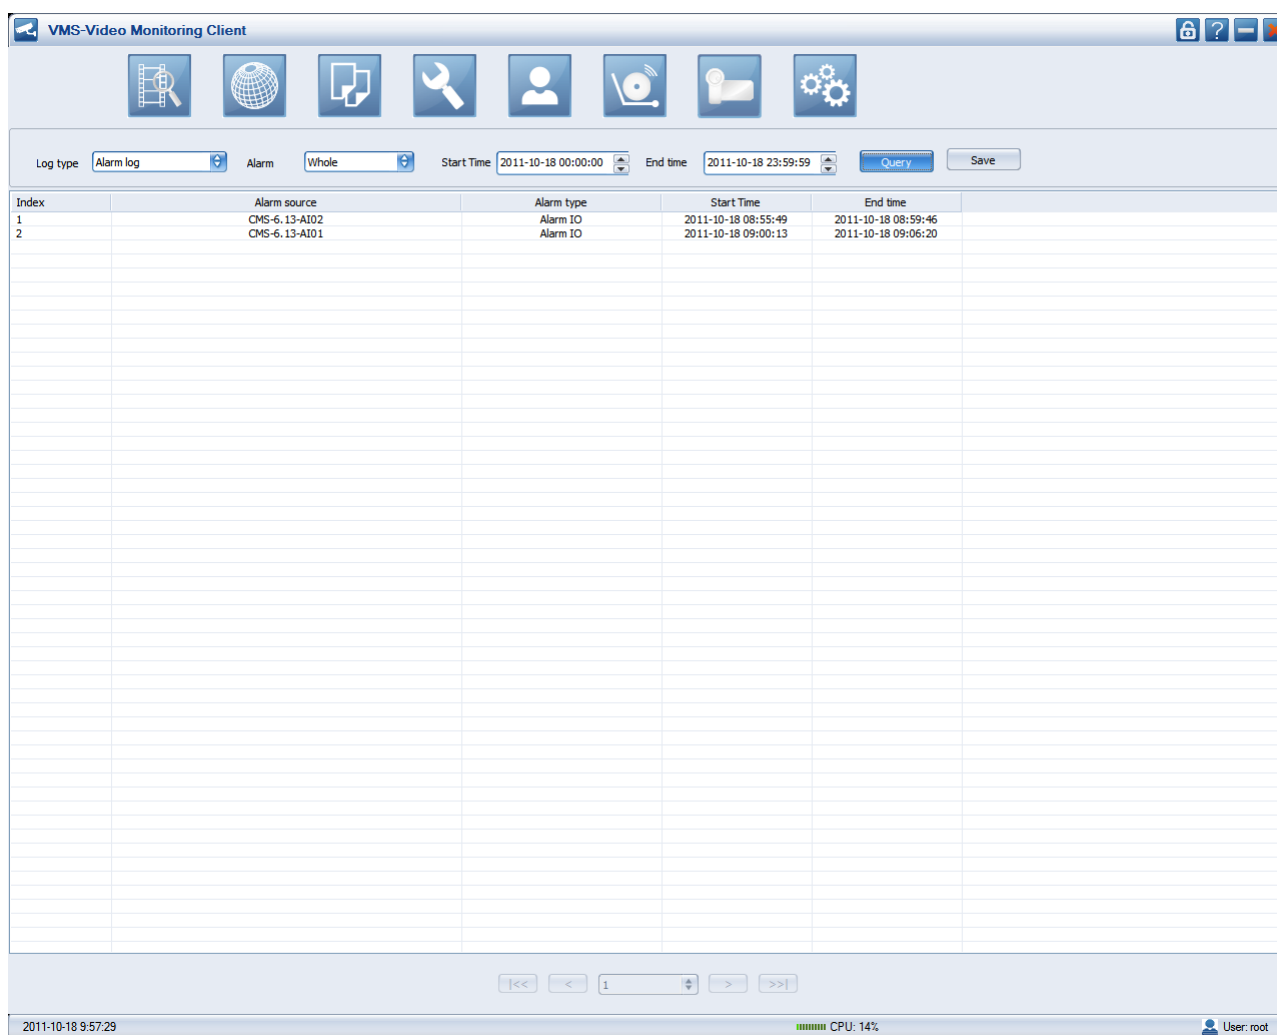 VMS-Video Monitoring Client
Log type Alarm log Alarm Whole Start Time 2011-10-18 00:00:00 End time 2011-10-18 23:59:59 Query Save
Index Alarm source Alarm type Start Time End time
1 CMS-6.13-AI02 Alarm IO 2011-10-18 08:55:49 2011-10-18 08:59:46
2 CMS-6.13-AI01 Alarm IO 2011-10-18 09:00:13 2011-10-18 09:06:20
|<< < 1 > >>|
2011-10-18 9:57:29 CPU: 14% User: root